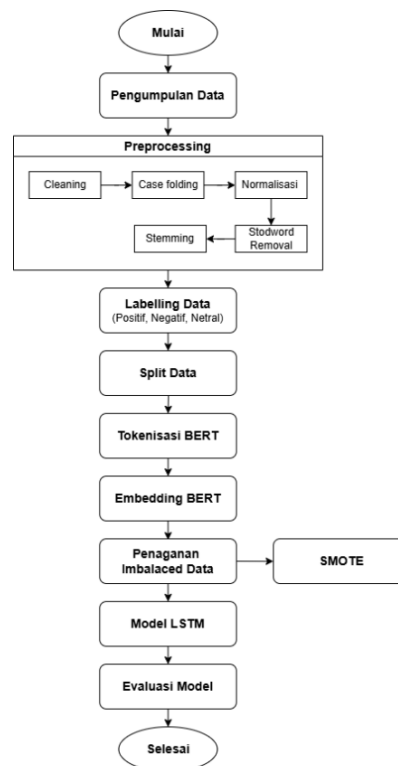 Mulai
Pengumpulan Data
Preprocessing
Cleaning
Case folding
Normalisasi
Stemming
Stodword
Removal
Labelling Data
(Positif, Negatif, Netral)
Split Data
Tokenisasi BERT
Embedding BERT
Penaganan
Imbalaced Data
SMOTE
Model LSTM
Evaluasi Model
Selesai